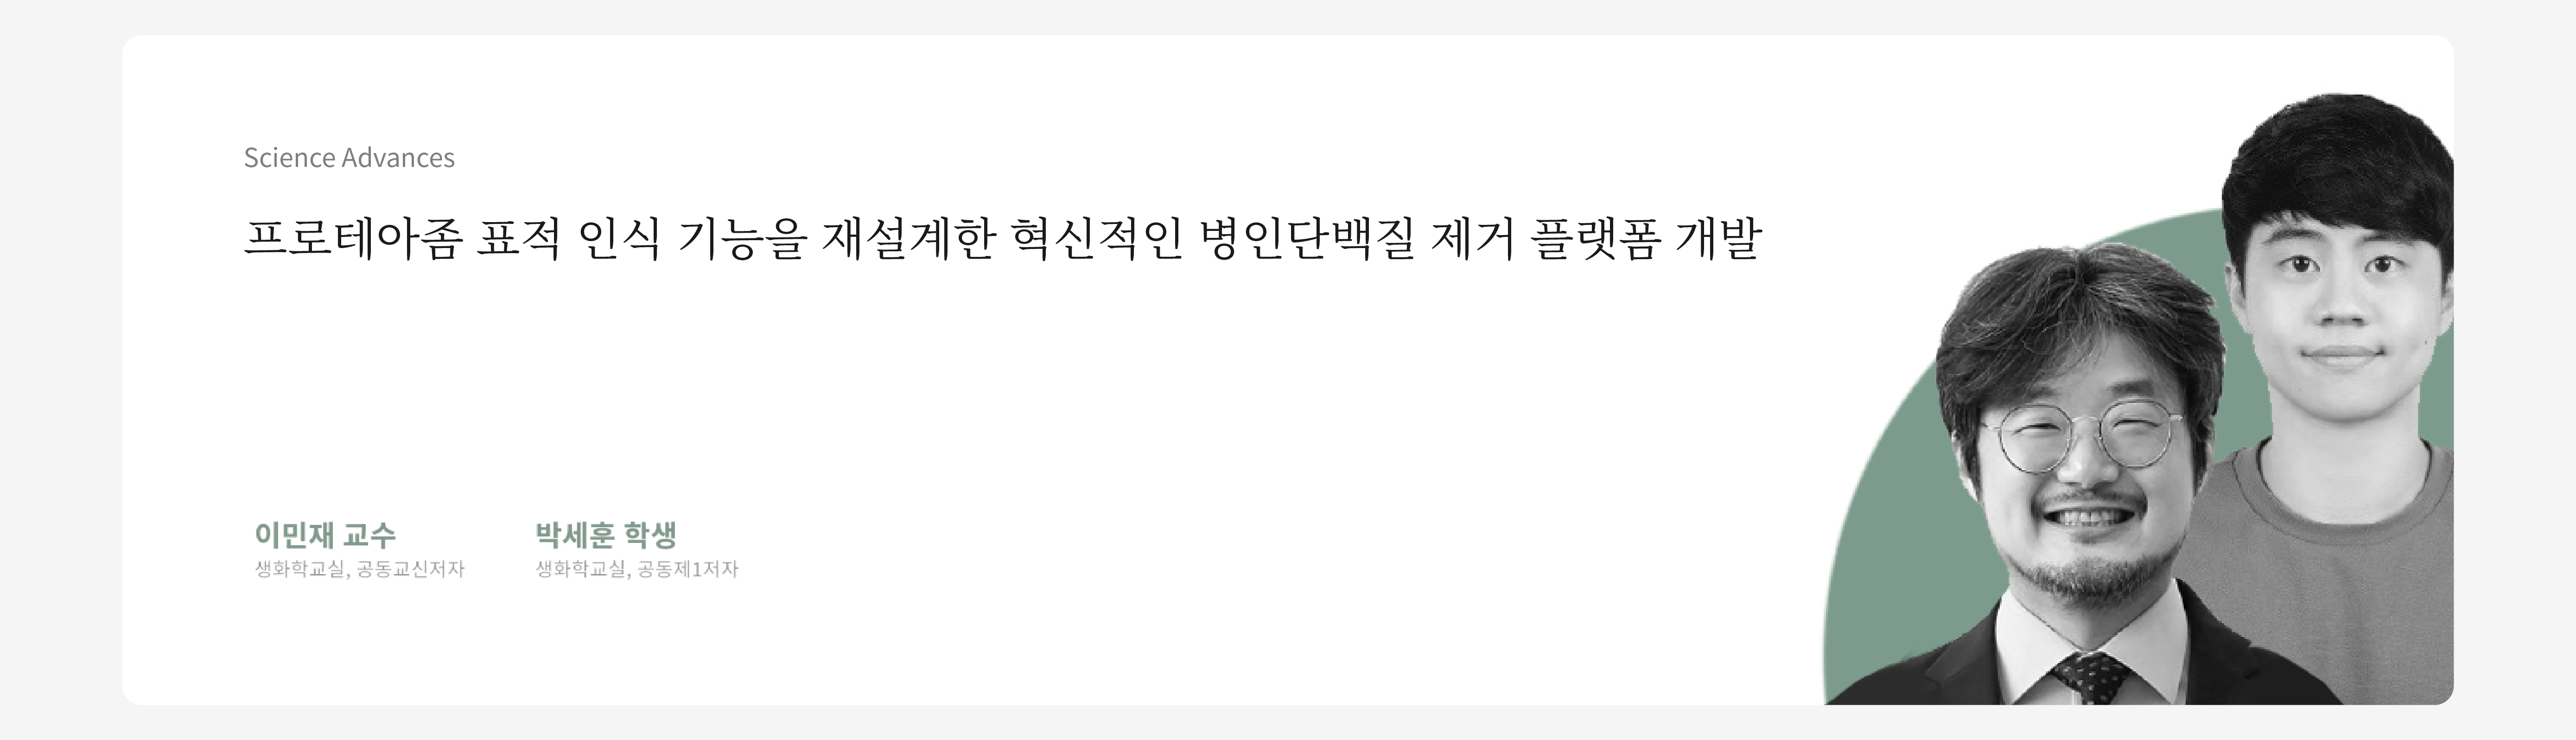 Science Advances
프로테아좀 표적 인식 기능을 재설계한 혁신적인 병인단백질 제거 플랫폼 개발
이민재 교수
생화학교실, 공동교신저자
박세훈 학생
생화학교실, 공동제1저자